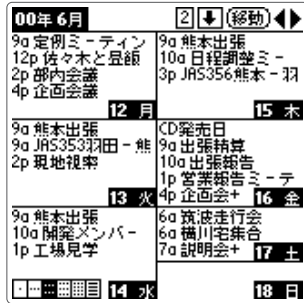 00年 6月 2 (移動)
9a 定例ミーティン
12p 佐々木と昼飯
2p 部内会議
4p 企画会議
12 月
9a 熊本出張
9a JAS353羽田-熊
2p 現地視察
13 火
9a 熊本出張
10a 開発メンバー
1p 工場見学
14 水
9a 熊本出張
10a 日程調整ミー
3p JAS356熊本-羽
15 木
CD発売日
9a 出張精算
10a 出張報告
1p 営業報告ミーテ
4p 企画会+
16 金
6a 筑波走行会
6a 横川宅集合
7a 説明会+
17 土
18 日